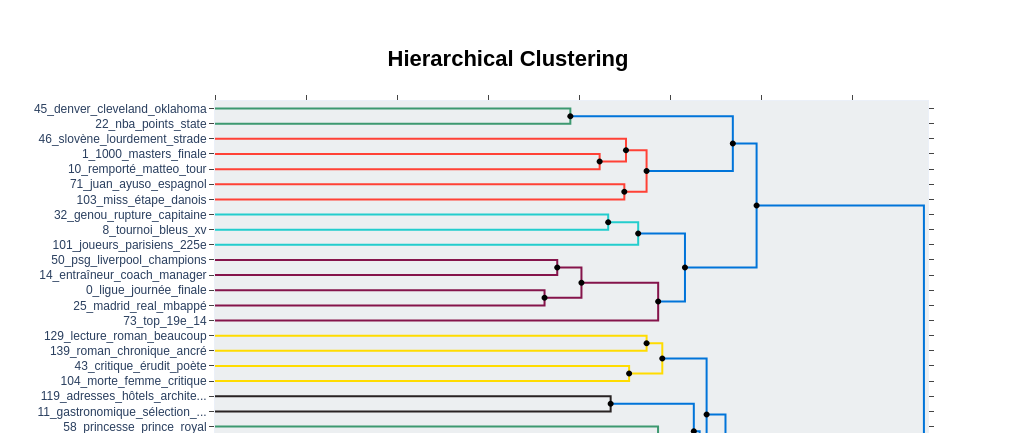 Hierarchical Clustering
45_denver_cleveland_oklahoma
22_nba_points_state
46_slovène_lourdement_strade
1_1000_masters_finale
10_remporté_matteo_tour
71_juan_ayuso_espagnol
103_miss_étape_danois
32_genou_rupture_capitaine
8_tournoi_bleus_xv
101_joueurs_parisiens_225e
50_psg_liverpool_champions
14_entraîneur_coach_manager
0_ligue_journée_finale
25_madrid_real_mbappé
73_top_19e_14
129_lecture_roman_beaucoup
139_roman_chronique_ancré
43_critique_érudit_poète
104_morte_femme_critique
119_adresses_hôtels_archite...
11_gastronomique_sélection_...
58_princesse_prince_royal